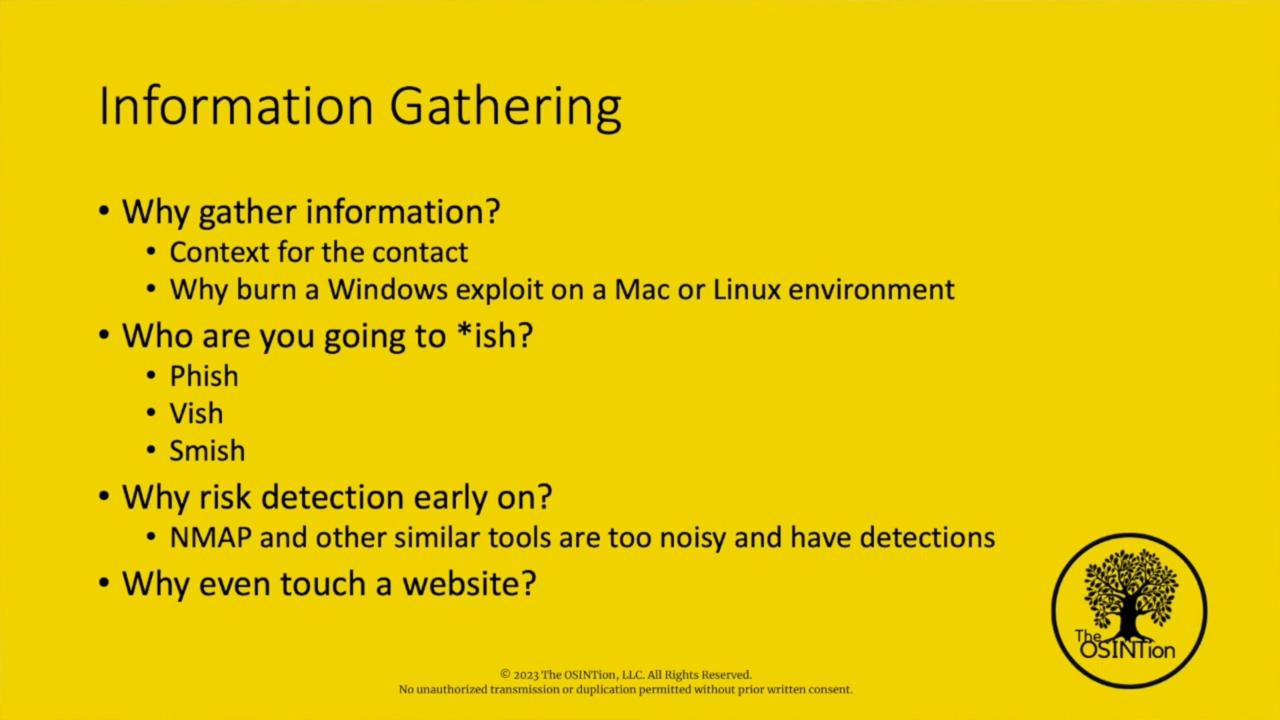 Information Gathering
• Why gather information?
• Context for the contact
• Why burn a Windows exploit on a Mac or Linux environment
• Who are you going to *ish?
• Phish
• Vish
• Smish
• Why risk detection early on?
• NMAP and other similar tools are too noisy and have detections
• Why even touch a website?
The
OSINTion
© 2023 The OSINTion, LLC. All Rights Reserved.
No unauthorized transmission or duplication permitted without prior written consent.